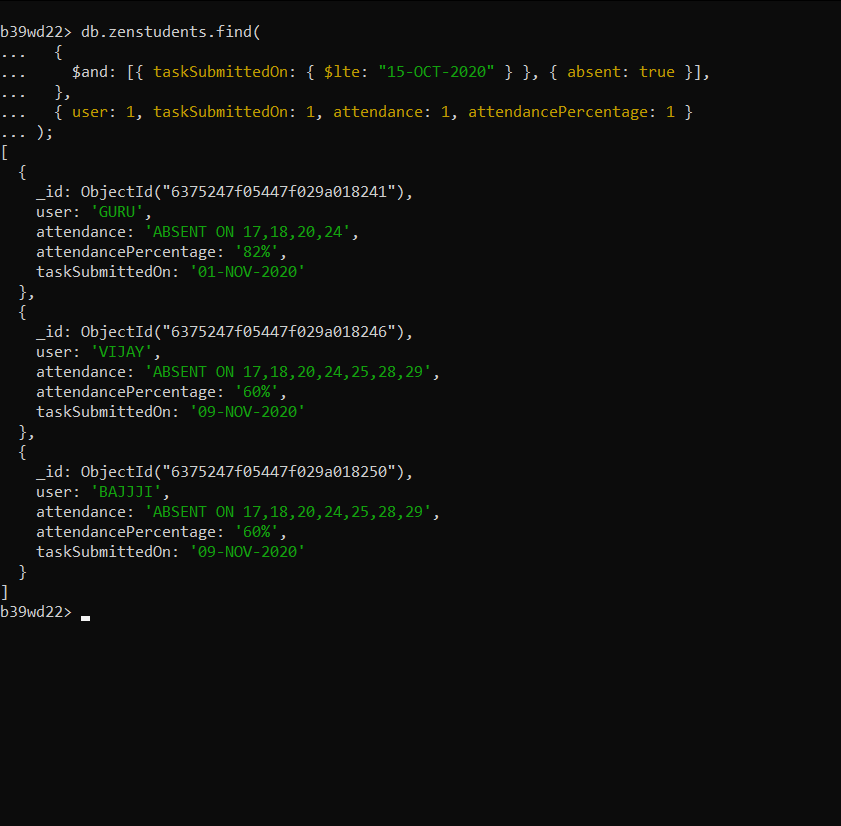 b39wd22> db.zenstudents.find(
...   {
...     $and: [{ taskSubmittedOn: { $lte: "15-OCT-2020" } }, { absent: true }],
...   },
...   { user: 1, taskSubmittedOn: 1, attendance: 1, attendancePercentage: 1 }
... );
[
  {
    _id: ObjectId("6375247f05447f029a018241"),
    user: 'GURU',
    attendance: 'ABSENT ON 17,18,20,24',
    attendancePercentage: '82%',
    taskSubmittedOn: '01-NOV-2020'
  },
  {
    _id: ObjectId("6375247f05447f029a018246"),
    user: 'VIJAY',
    attendance: 'ABSENT ON 17,18,20,24,25,28,29',
    attendancePercentage: '60%',
    taskSubmittedOn: '09-NOV-2020'
  },
  {
    _id: ObjectId("6375247f05447f029a018250"),
    user: 'BAJJJI',
    attendance: 'ABSENT ON 17,18,20,24,25,28,29',
    attendancePercentage: '60%',
    taskSubmittedOn: '09-NOV-2020'
  }
]
b39wd22>